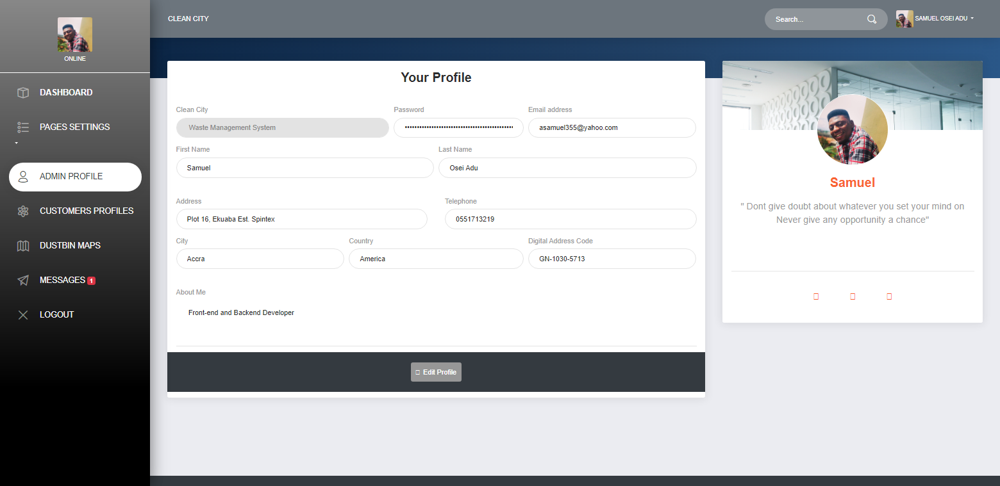 ONLINE
DASHBOARD
PAGES SETTINGS
ADMIN PROFILE
CUSTOMERS PROFILES
DUSTBIN MAPS
MESSAGES 1
LOGOUT
CLEAN CITY
Search...
SAMUEL OSEI ADU
Your Profile
Clean City Password Email address
Waste Management System •••••••••••••••••••••••••••••••••••••••••••• asamuel355@yahoo.com
First Name Last Name
Samuel Osei Adu
Address Telephone
Plot 16, Ekuaba Est. Spintex 0551713219
City Country Digital Address Code
Accra America GN-1030-5713
About Me
Front-end and Backend Developer
Edit Profile
Samuel
" Dont give doubt about whatever you set your mind on
Never give any opportunity a chance"